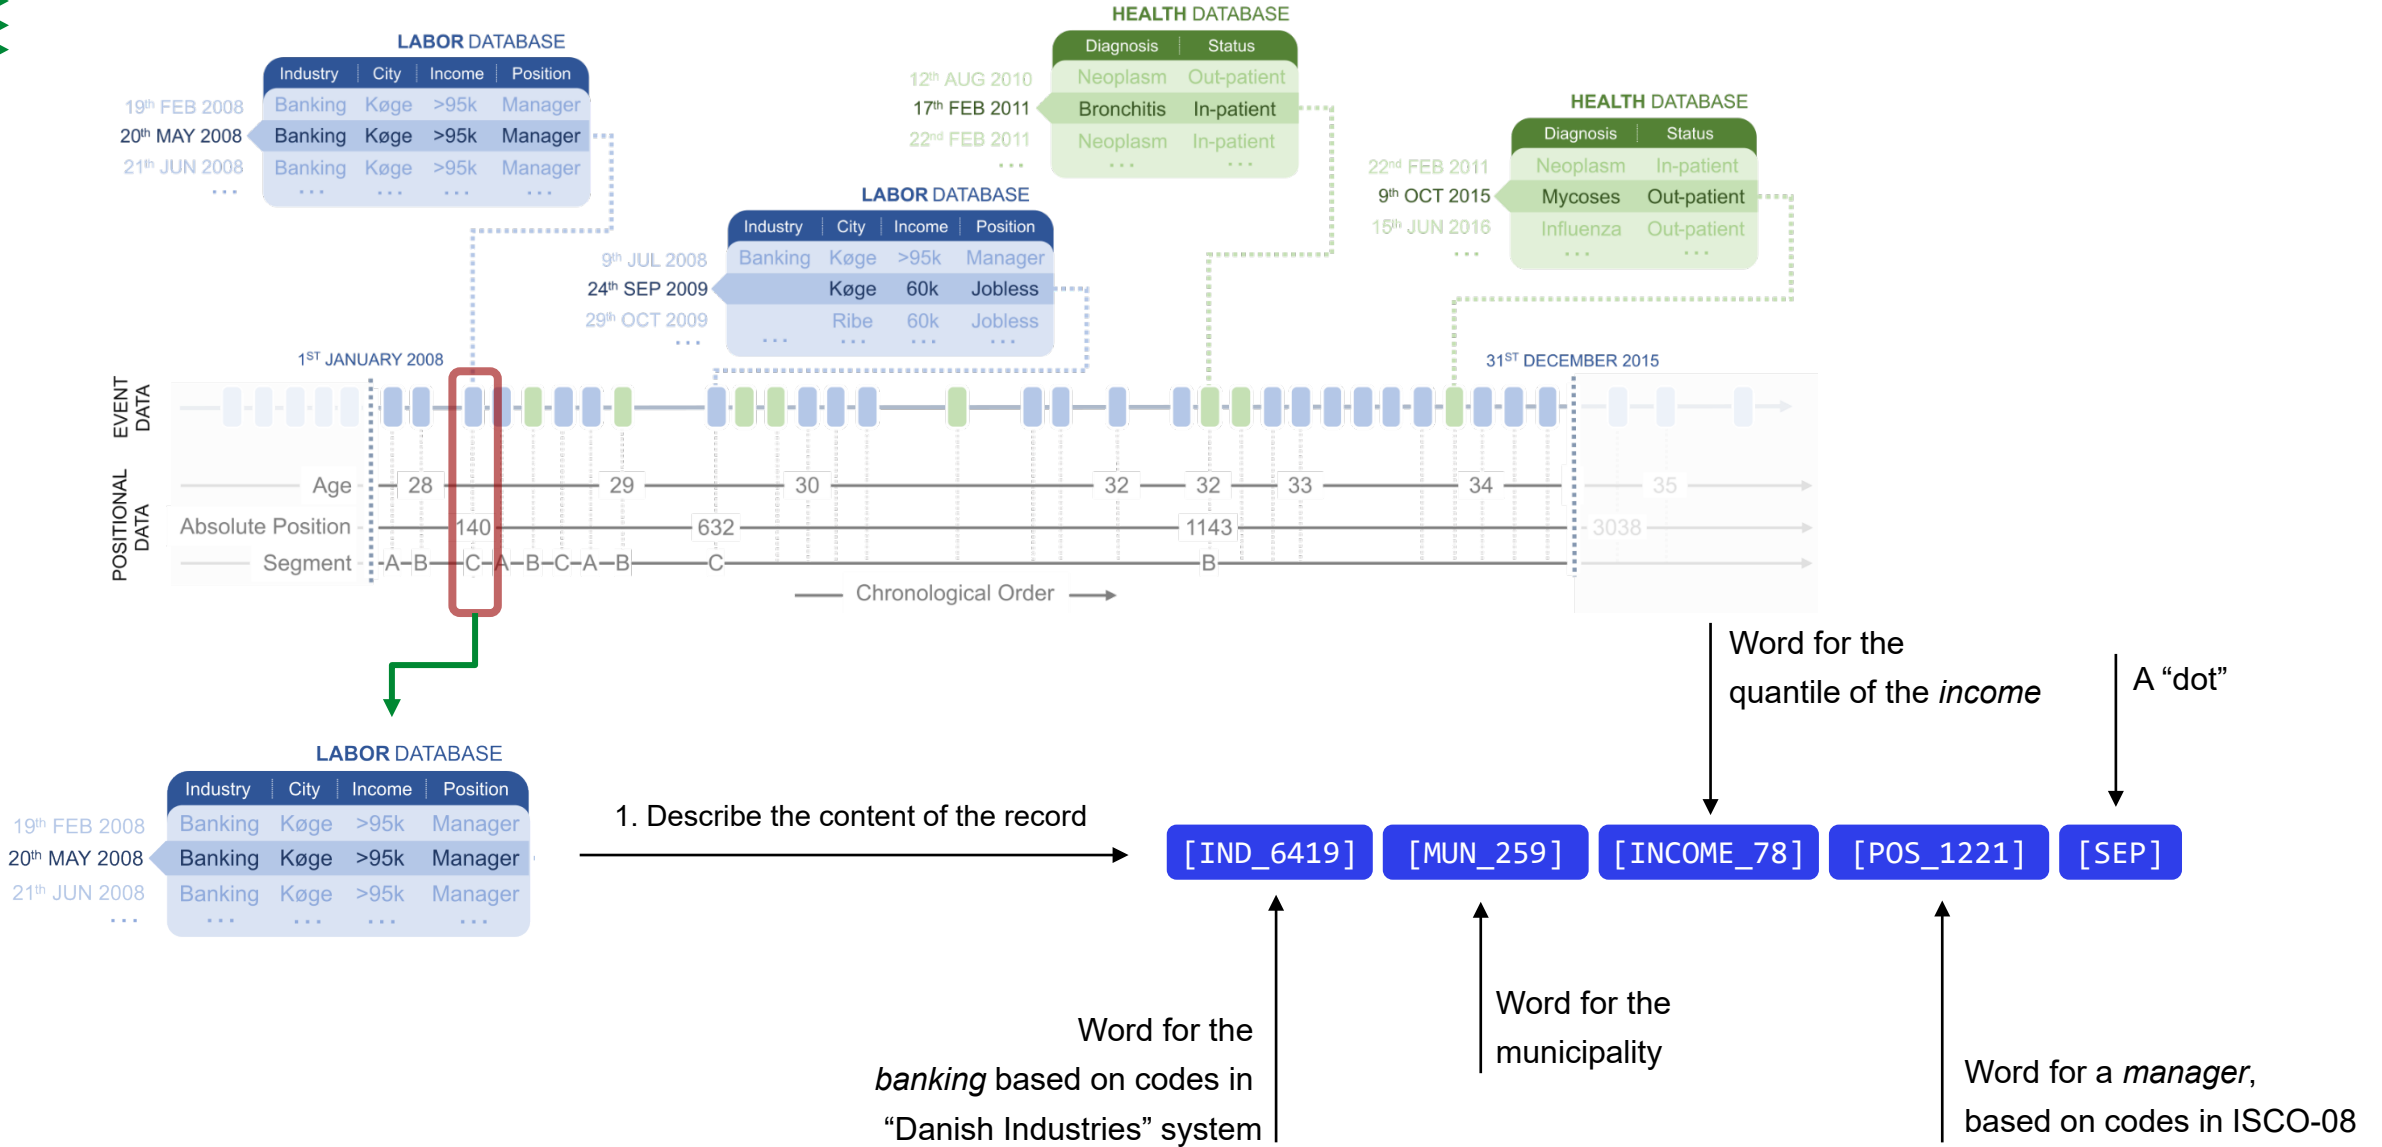 HEALTH DATABASE
Diagnosis Status
12th AUG 2010 Neoplasm Out-patient
17th FEB 2011 Bronchitis In-patient
22nd FEB 2011 Neoplasm In-patient
... ... ...
LABOR DATABASE
Industry City Income Position
19th FEB 2008 Banking Køge >95k Manager
20th MAY 2008 Banking Køge >95k Manager
21th JUN 2008 Banking Køge >95k Manager
... ... ... ... ...
HEALTH DATABASE
Diagnosis Status
22nd FEB 2011 Neoplasm In-patient
9th OCT 2015 Mycoses Out-patient
15th JUN 2016 Influenza Out-patient
... ... ...
LABOR DATABASE
Industry City Income Position
9th JUL 2008 Banking Køge >95k Manager
24th SEP 2009 Køge 60k Jobless
29th OCT 2009 Ribe 60k Jobless
... ... ... ... ...
1ST JANUARY 2008
31ST DECEMBER 2015
EVENT
DATA
POSITIONAL
DATA
Age 28 29 30 32 32 33 34 35
Absolute Position 140 632 1143 3038
Segment A B C A B C A B C B
Chronological Order
Word for the
quantile of the income
A “dot”
LABOR DATABASE
Industry City Income Position
19th FEB 2008 Banking Køge >95k Manager
20th MAY 2008 Banking Køge >95k Manager
21th JUN 2008 Banking Køge >95k Manager
... ... ... ... ...
1. Describe the content of the record
[IND_6419] [MUN_259] [INCOME_78] [POS_1221] [SEP]
Word for the
banking based on codes in
“Danish Industries” system
Word for the
municipality
Word for a manager,
based on codes in ISCO-08